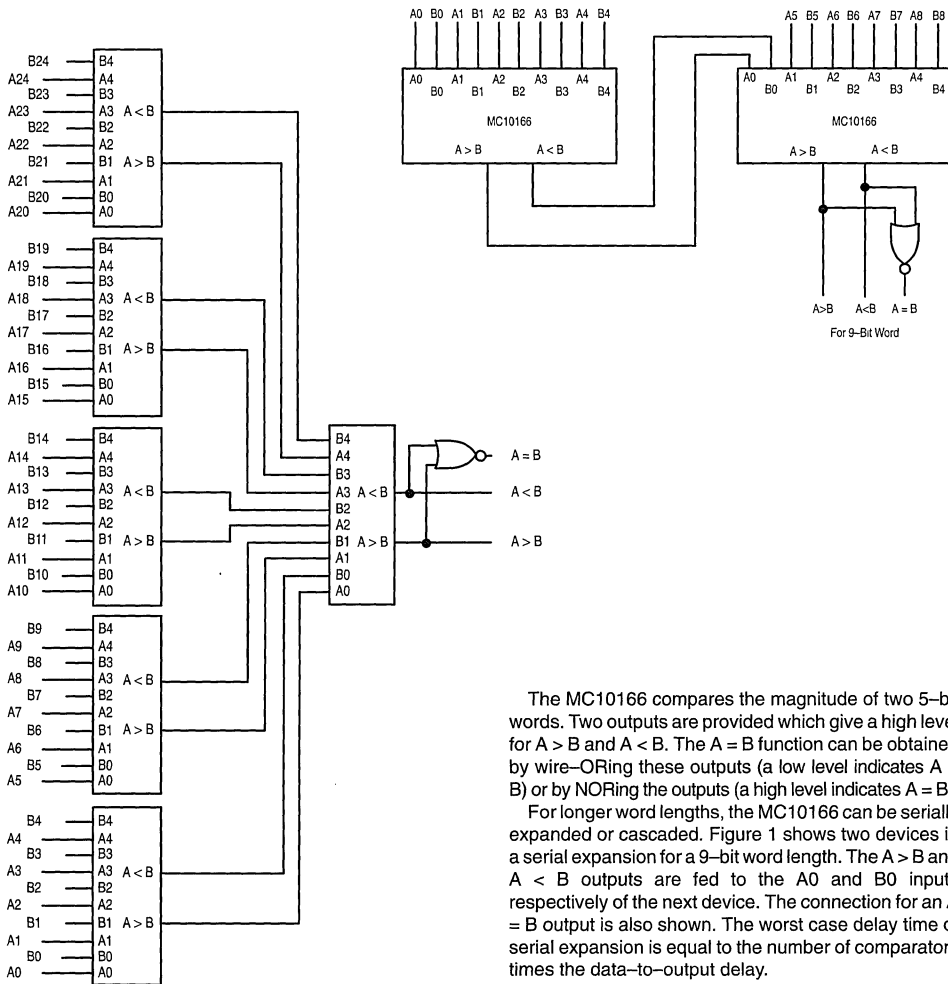 A0 B0 A1 B1 A2 B2 A3 B3 A4 B4
A0 A1 A2 A3 A4
B0 B1 B2 B3 B4
MC10166
A > B A < B
A5 B5 A6 B6 A7 B7 A8 B8
A0 A1 A2 A3 A4
B0 B1 B2 B3 B4
MC10166
A > B A < B
A>B A<B A = B
For 9–Bit Word
B24 B4
A24 A4
B23 B3
A23 A3 A < B
B22 B2
A22 A2
B21 B1 A > B
A21 A1
B20 B0
A20 A0
B19 B4
A19 A4
B18 B3
A18 A3 A < B
B17 B2
A17 A2
B16 B1 A > B
A16 A1
B15 B0
A15 A0
B14 B4
A14 A4
B13 B3
A13 A3 A < B
B12 B2
A12 A2
B11 B1 A > B
A11 A1
B10 B0
A10 A0
B9 B4
A9 A4
B8 B3
A8 A3 A < B
B7 B2
A7 A2
B6 B1 A > B
A6 A1
B5 B0
A5 A0
B4 B4
A4 A4
B3 B3
A3 A3 A < B
B2 B2
A2 A2
B1 B1 A > B
A1 A1
B0 B0
A0 A0
B4
A4 A = B
B3
A3 A < B A < B
B2
A2
B1 A > B A > B
A1
B0
A0
The MC10166 compares the magnitude of two 5–b
words. Two outputs are provided which give a high leve
for A > B and A < B. The A = B function can be obtaine
by wire–ORing these outputs (a low level indicates A
B) or by NORing the outputs (a high level indicates A = B
For longer word lengths, the MC10166 can be seriall
expanded or cascaded. Figure 1 shows two devices i
a serial expansion for a 9–bit word length. The A > B an
A < B outputs are fed to the A0 and B0 input
respectively of the next device. The connection for an A
= B output is also shown. The worst case delay time o
serial expansion is equal to the number of comparator
times the data–to–output delay.